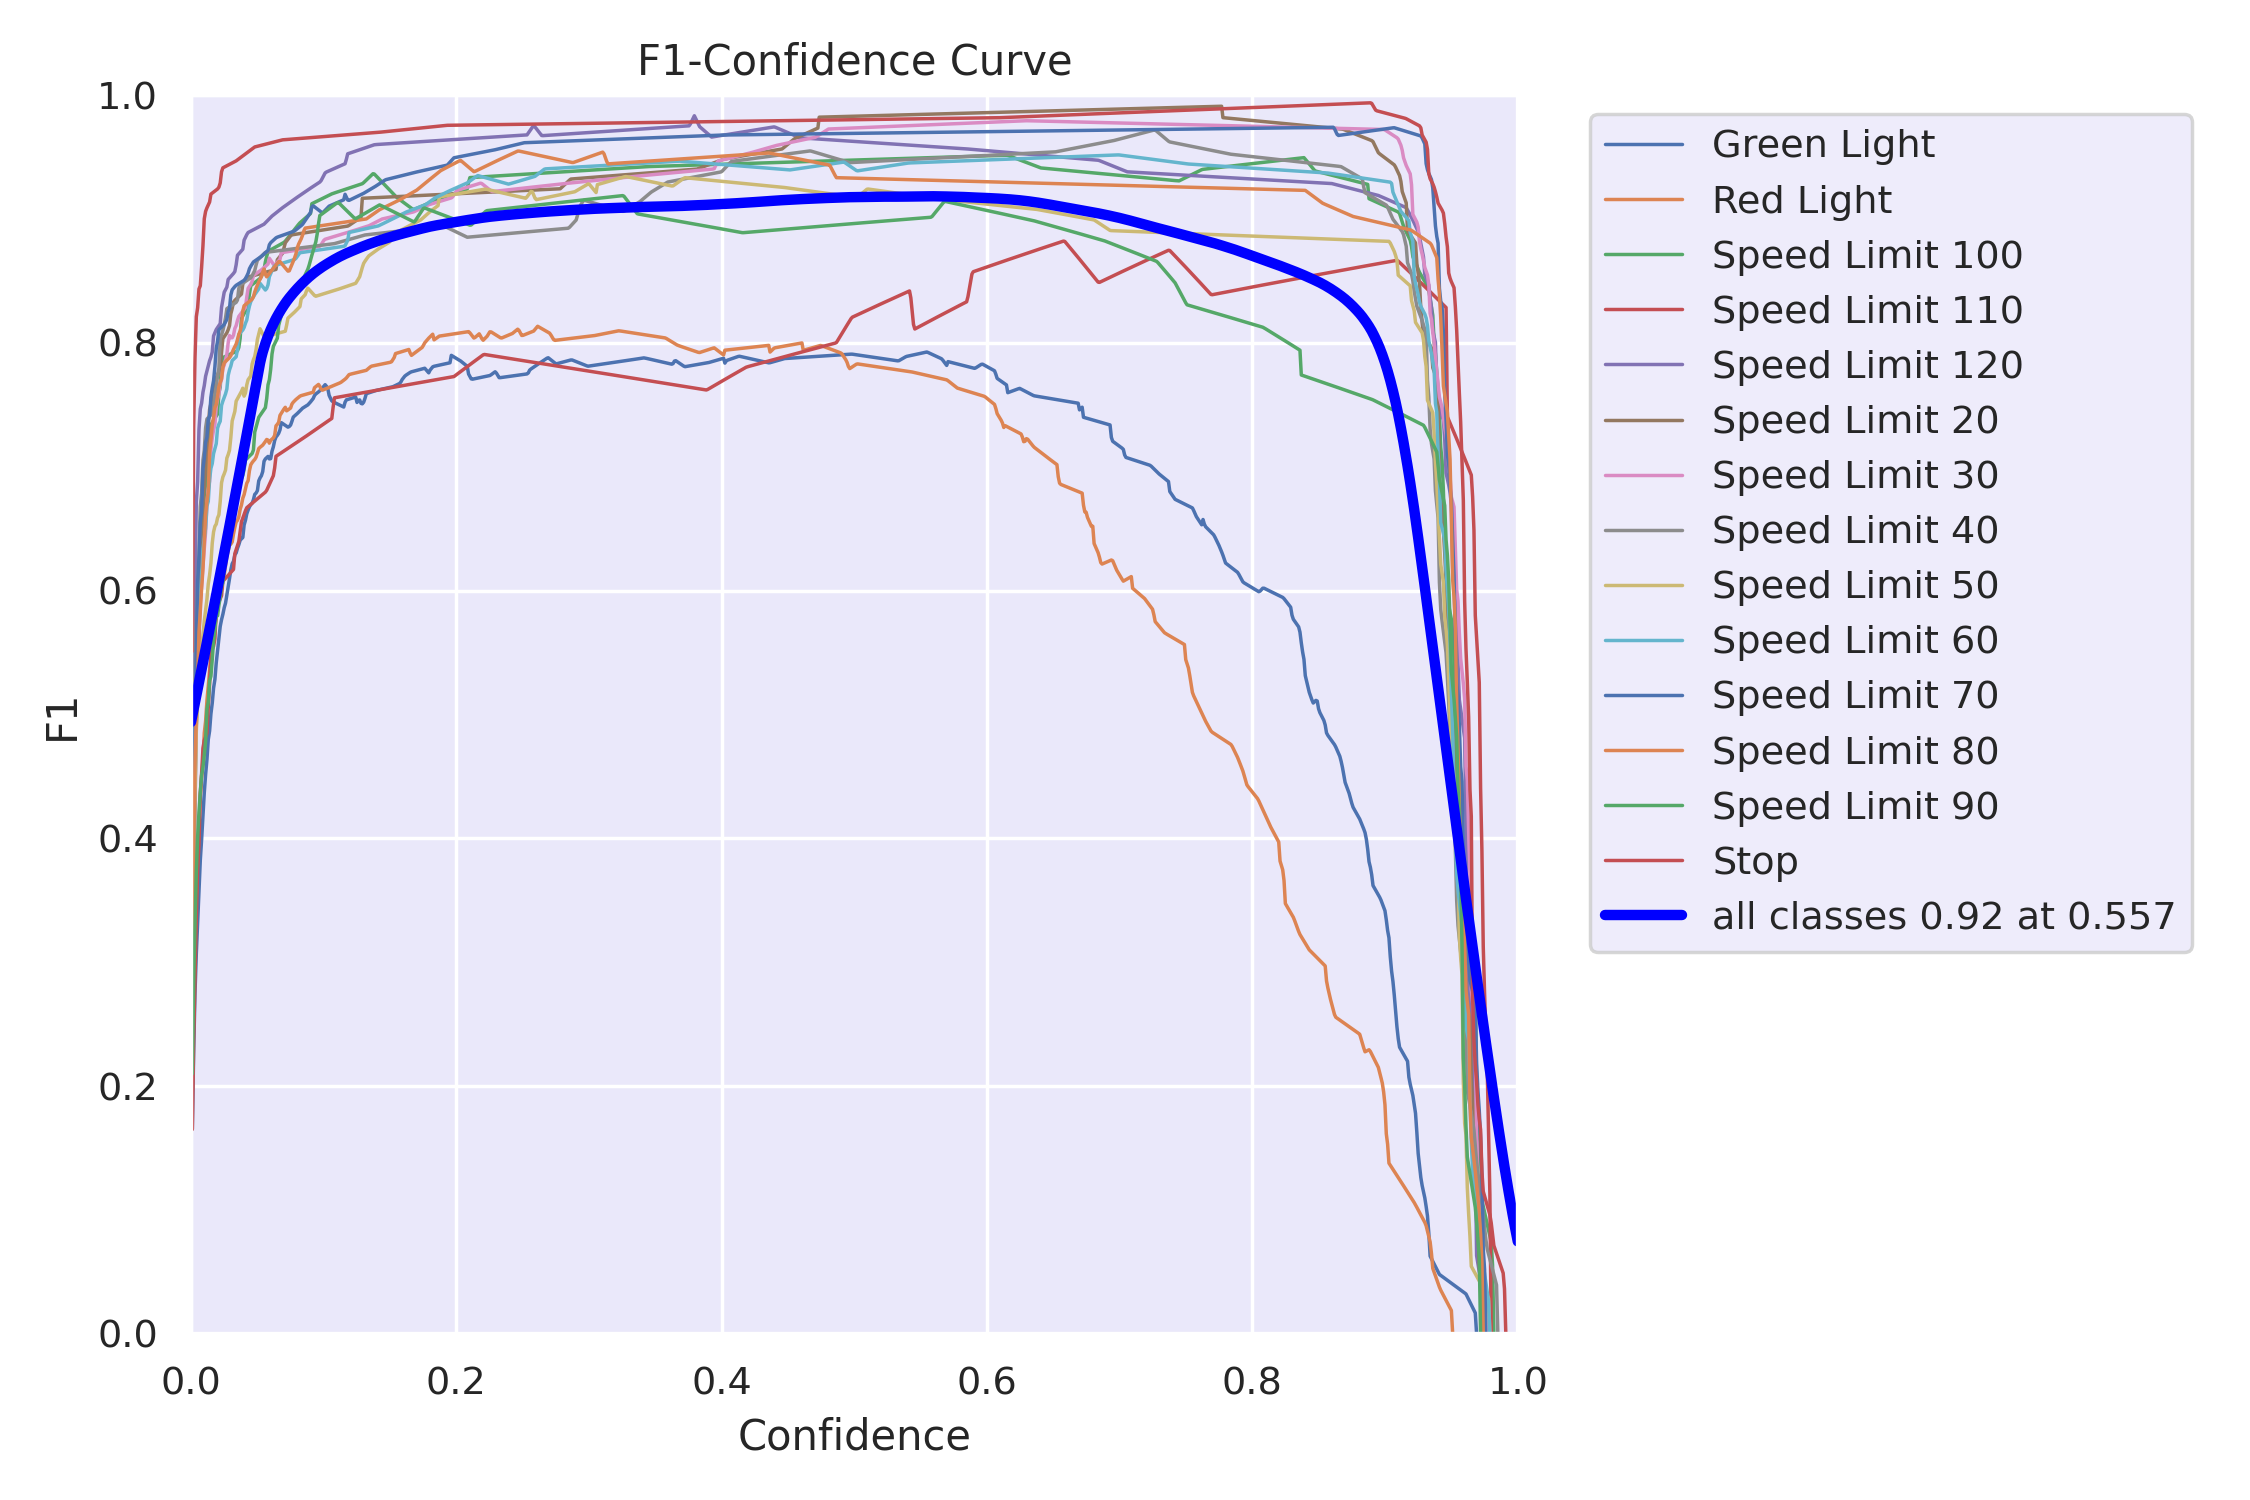 F1-Confidence Curve
1.0
0.8
0.6
0.4
0.2
0.0
F1
0.0 0.2 0.4 0.6 0.8 1.0
Confidence
Green Light
Red Light
Speed Limit 100
Speed Limit 110
Speed Limit 120
Speed Limit 20
Speed Limit 30
Speed Limit 40
Speed Limit 50
Speed Limit 60
Speed Limit 70
Speed Limit 80
Speed Limit 90
Stop
all classes 0.92 at 0.557